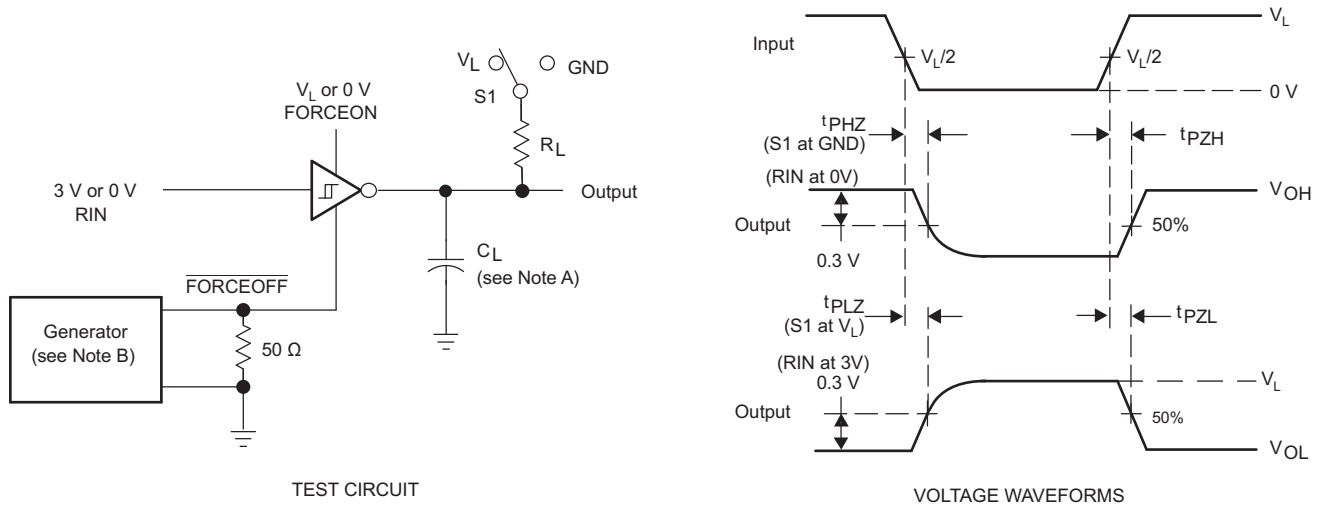 V_L
GND
S1
V_L or 0 V
FORCEON
R_L
3 V or 0 V
RIN
Output
C_L
(see Note A)
FORCEOFF
Generator
(see Note B)
50 Ω
TEST CIRCUIT
Input
V_L
V_L/2
V_L/2
0 V
t_PHZ
(S1 at GND)
t_PZH
(RIN at 0V)
V_OH
Output
50%
0.3 V
t_PLZ
(S1 at V_L)
t_PZL
(RIN at 3V)
0.3 V
V_L
Output
50%
V_OL
VOLTAGE WAVEFORMS